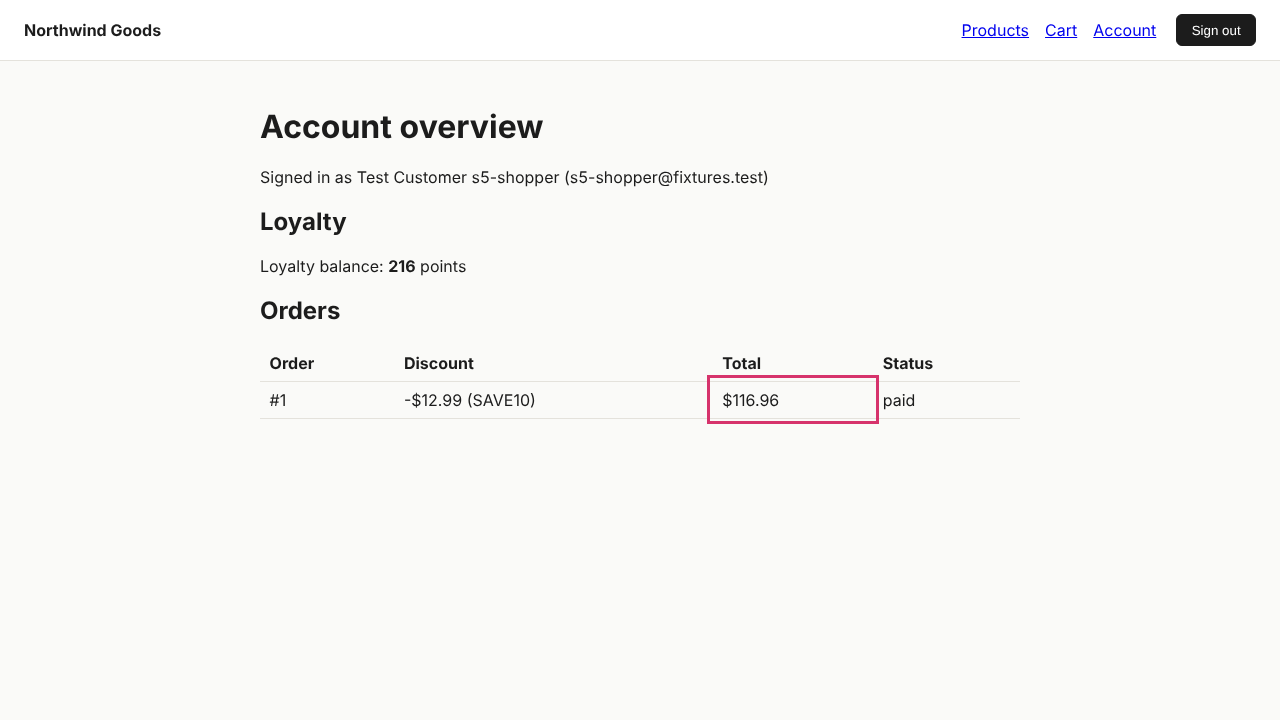 Northwind Goods
Products Cart Account Sign out
Account overview
Signed in as Test Customer s5-shopper (s5-shopper@fixtures.test)
Loyalty
Loyalty balance: 216 points
Orders
Order Discount Total Status
#1 -$12.99 (SAVE10) $116.96 paid